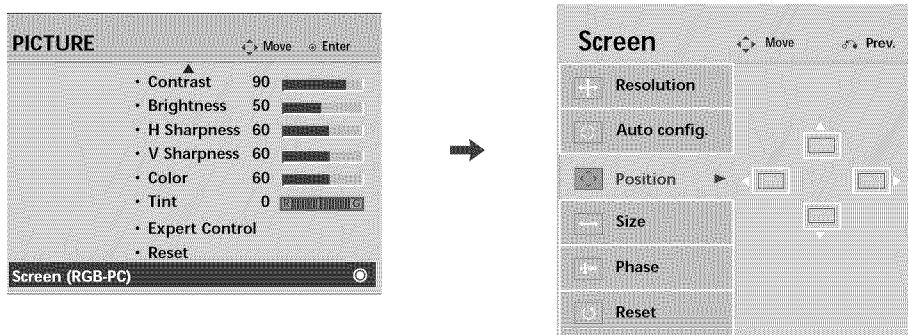 PICTURE
Move
Enter
• Contrast 90
• Brightness 50
• H Sharpness 60
• V Sharpness 60
• Color 60
• Tint 0 R G
• Expert Control
• Reset
Screen (RGB-PC)
Screen
Move
Prev.
Resolution
Auto config.
Position
Size
Phase
Reset